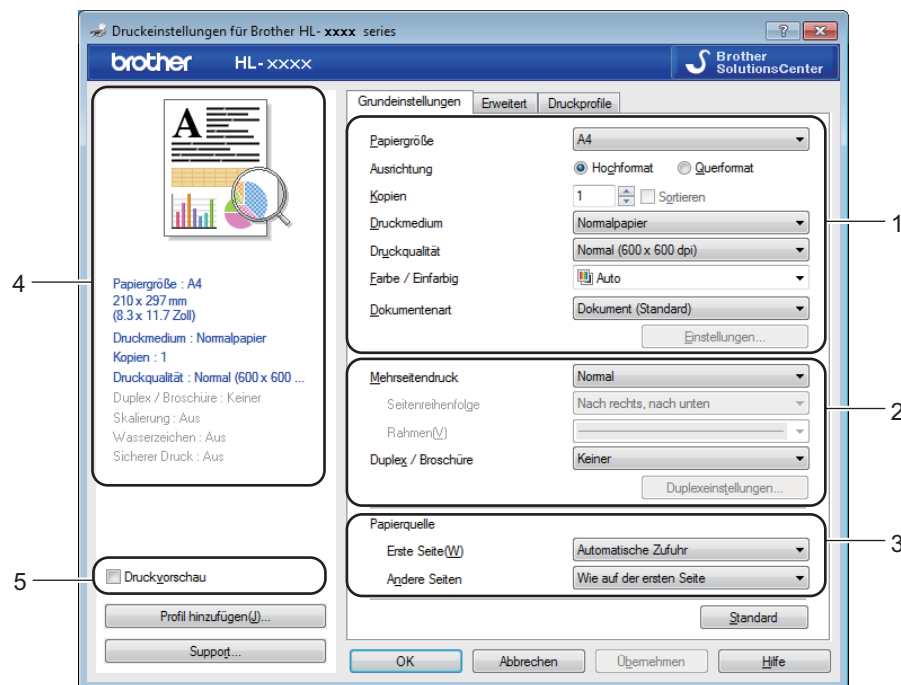 Druckeinstellungen für Brother HL- xxxx series
brother HL-xxxx
Brother
SolutionsCenter
Grundeinstellungen Erweitert Druckprofile
A
Papiergröße A4
Ausrichtung Hochformat Querformat
Kopien 1 Sortieren
Druckmedium Normalpapier
Druckqualität Normal (600 x 600 dpi)
Farbe / Einfarbig Auto
Dokumentenart Dokument (Standard)
Einstellungen...
1
4
Papiergröße : A4
210 x 297 mm
(8.3 x 11.7 Zoll)
Druckmedium : Normalpapier
Kopien : 1
Druckqualität : Normal (600 x 600 ...
Duplex / Broschüre : Keiner
Skalierung : Aus
Wasserzeichen : Aus
Sicherer Druck : Aus
Mehrseitendruck Normal
Seitenreihenfolge Nach rechts, nach unten
Rahmen(V)
Duplex / Broschüre Keiner
Duplexeinstellungen...
2
Papierquelle
Erste Seite(W) Automatische Zufuhr
Andere Seiten Wie auf der ersten Seite
3
5
Druckvorschau
Profil hinzufügen(J)...
Support...
Standard
OK Abbrechen Übernehmen Hilfe